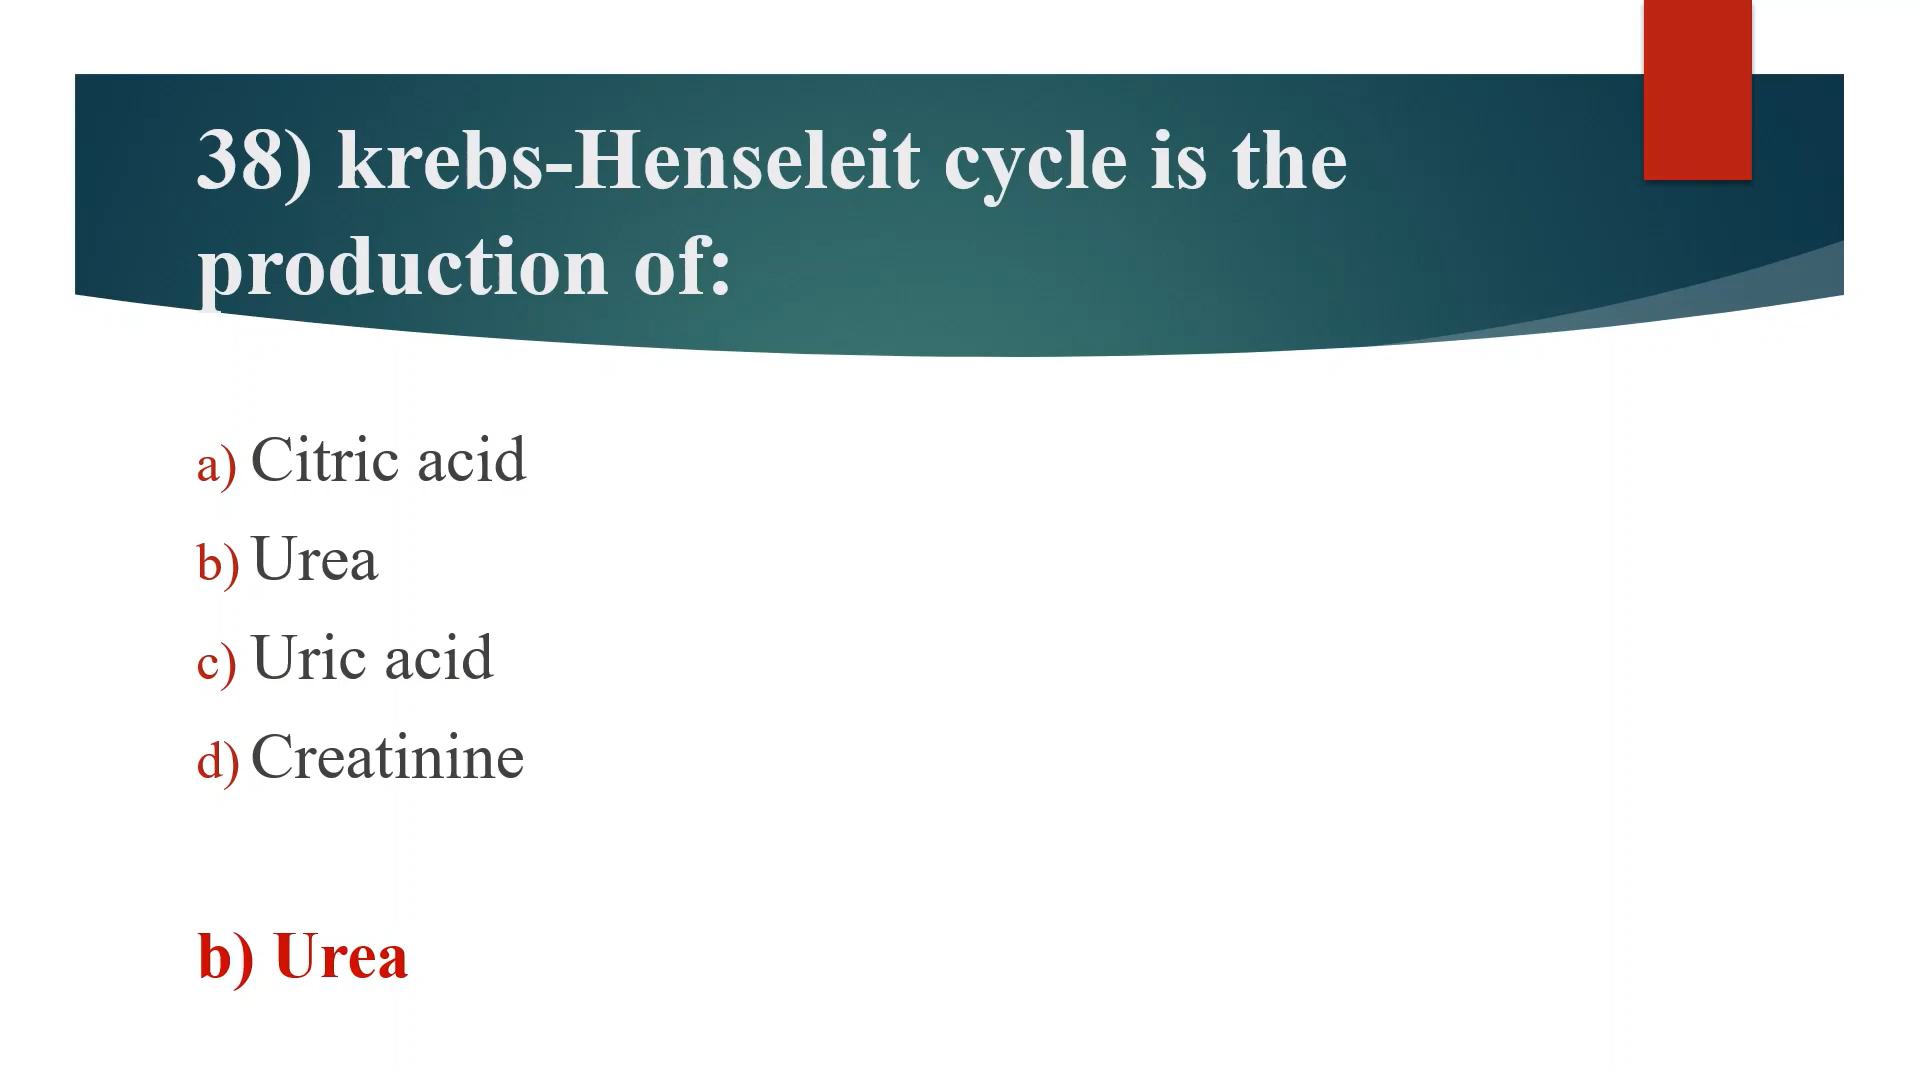 38) krebs-Henseleit cycle is the
production of:
a) Citric acid
b) Urea
c) Uric acid
d) Creatinine
b) Urea